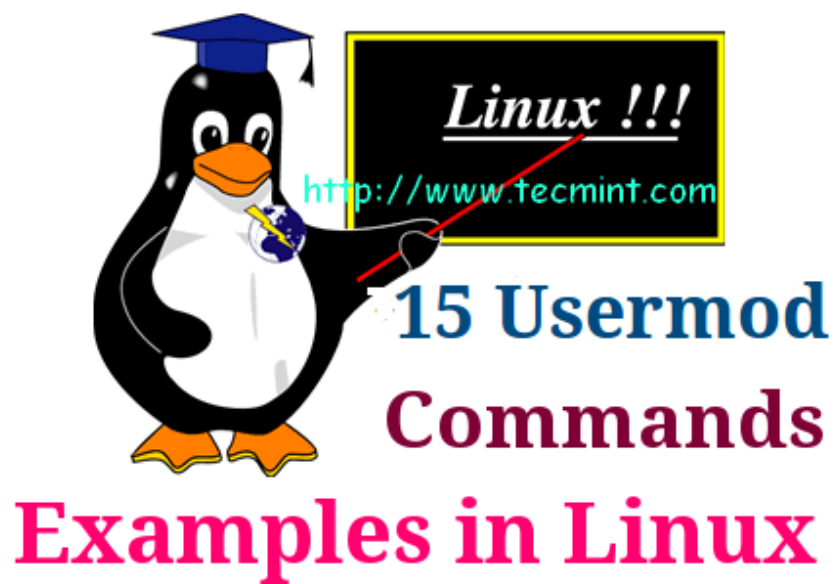 Linux !!!
http://www.tecmint.com
15 Usermod
Commands
Examples in Linux